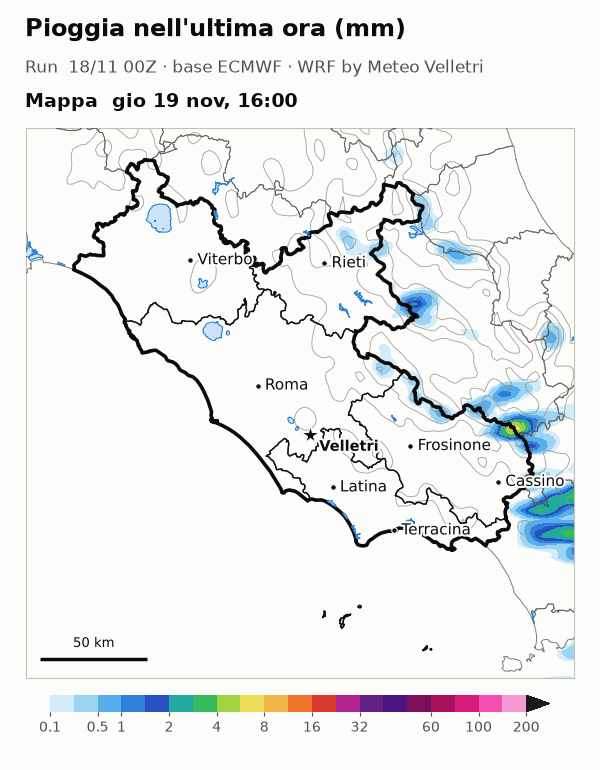 Pioggia nell'ultima ora (mm)
Run  18/11 00Z · base ECMWF · WRF by Meteo Velletri
Mappa  gio 19 nov, 16:00
Viterbo
Rieti
Roma
Velletri
Frosinone
Cassino
Latina
Terracina
50 km
0.1 0.5 1 2 4 8 16 32 60 100 200